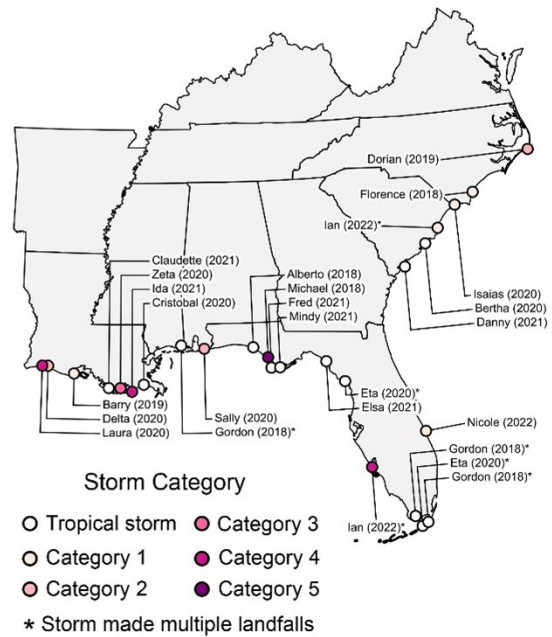 Dorian (2019)
Florence (2018)
Ian (2022)*
Claudette (2021)
Zeta (2020)
Ida (2021)
Cristobal (2020)
Alberto (2018)
Michael (2018)
Fred (2021)
Mindy (2021)
Isaias (2020)
Bertha (2020)
Danny (2021)
Barry (2019)
Delta (2020)
Laura (2020)
Sally (2020)
Gordon (2018)*
Eta (2020)*
Elsa (2021)
Nicole (2022)
Gordon (2018)*
Eta (2020)*
Gordon (2018)*
Ian (2022)*
Storm Category
Tropical storm
Category 1
Category 2
Category 3
Category 4
Category 5
* Storm made multiple landfalls